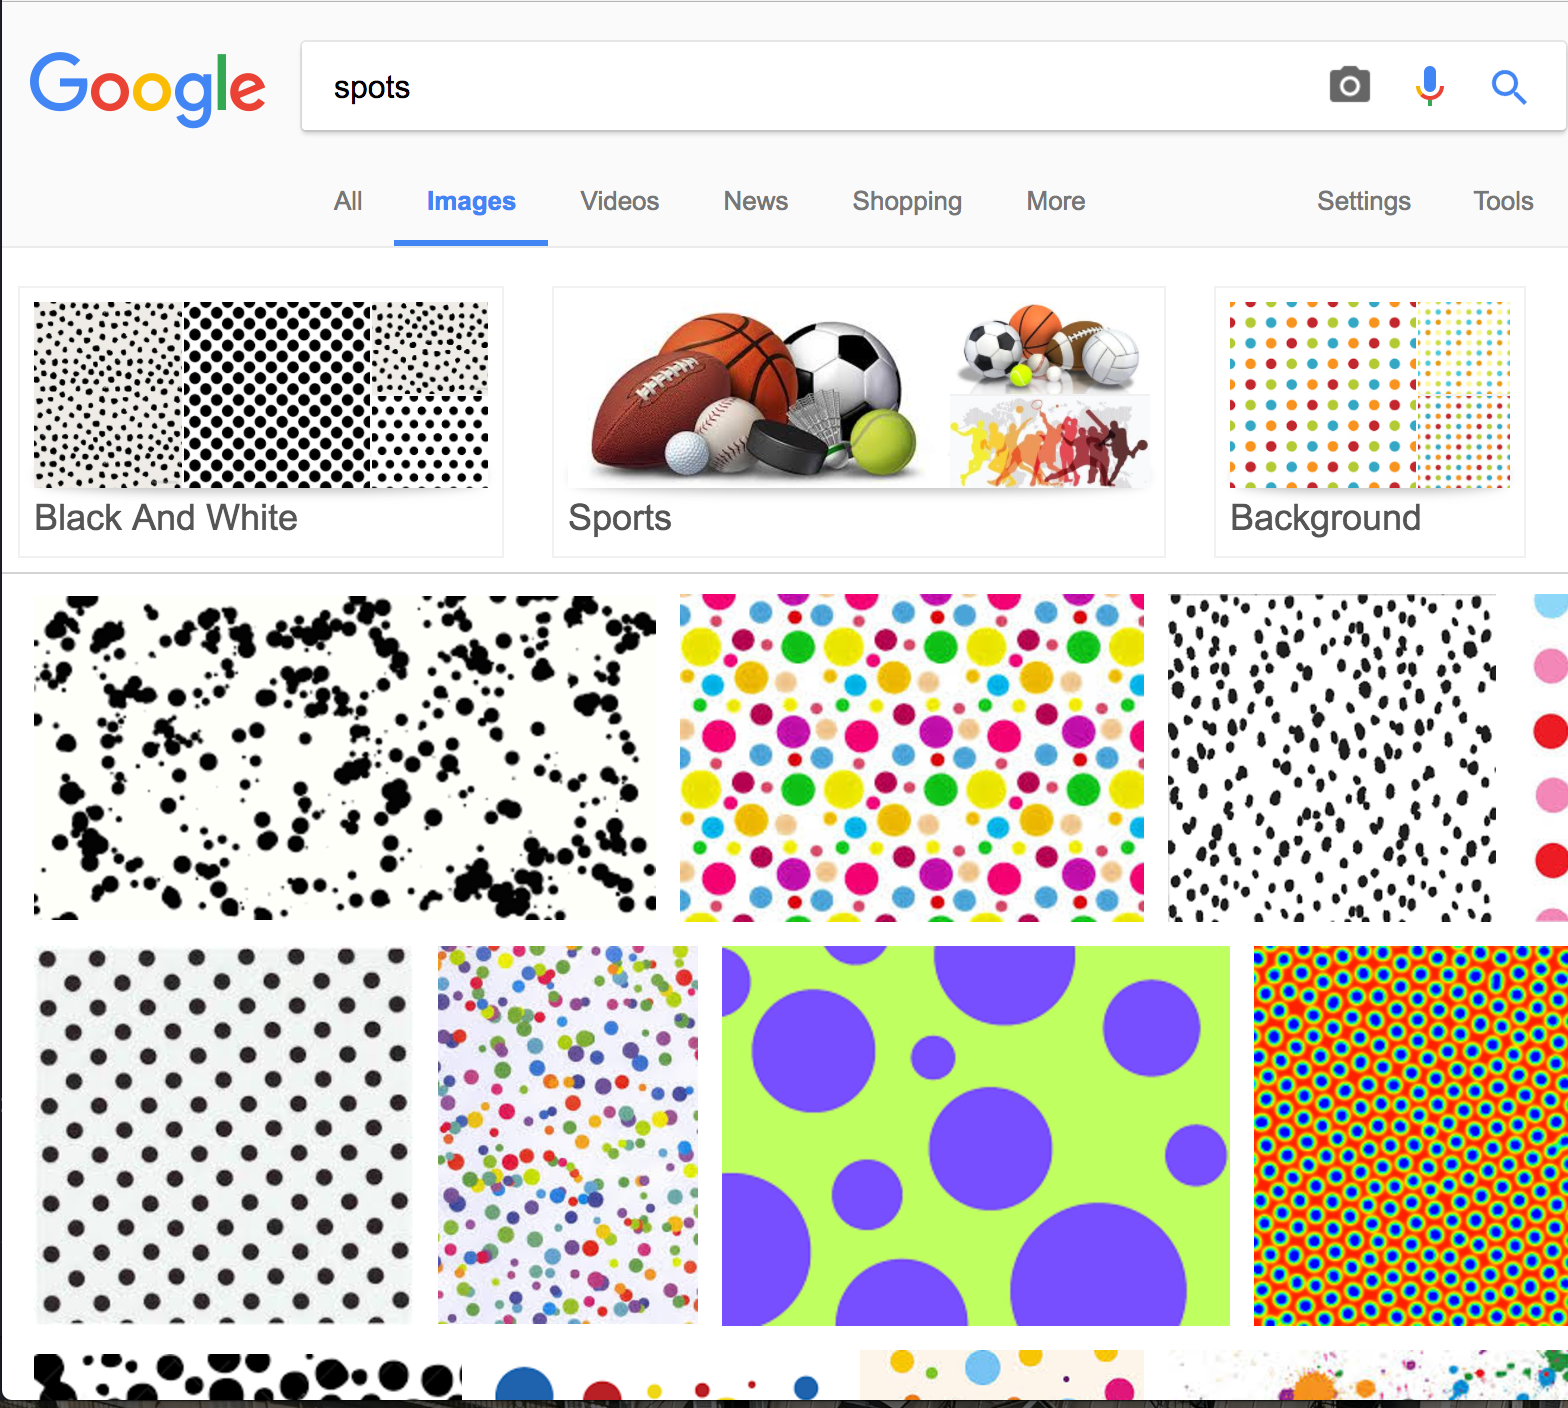 Google
spots
All Images Videos News Shopping More Settings Tools
Black And White
Sports
Background